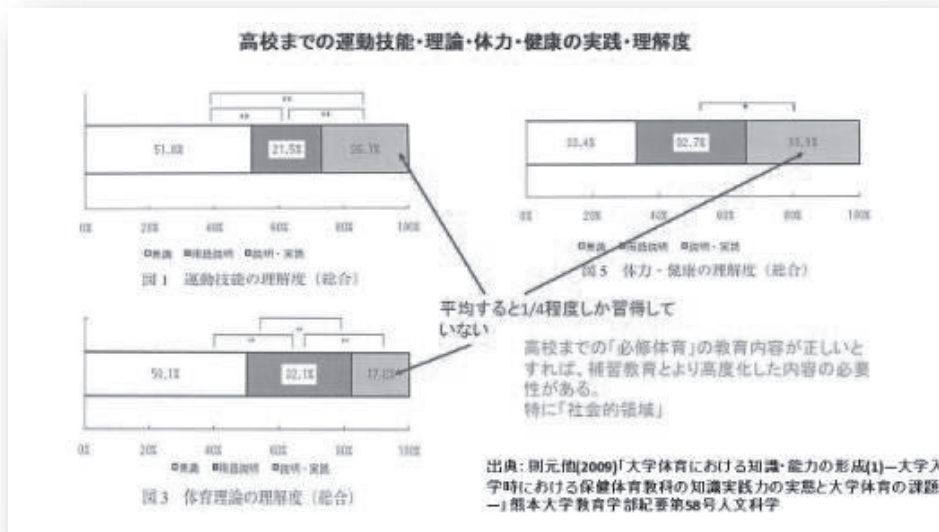 高校までの運動技能・理論・体力・健康の実践・理解度
** 
** **
51.8% 21.5%
0% 20% 40% 60% 80% 100%
図1 運動技能の理解度(総合)
*
33.4% 32.7%
0% 20% 40% 60% 80% 100%
図5 体力・健康の理解度(総合)
平均すると1/4程度しか習得して
いない
32.1%
0% 20% 40% 60% 80% 100%
図3 体育理論の理解度(総合)
高校までの「必修体育」の教育内容が正しいと
すれば、補習教育とより高度化した内容の必要
性がある。
特に「社会的領域」
出典:則元他(2009)「大学体育における知識・能力の形成(1)―大学入
学時における保健体育教科の知識実践力の実態と大学体育の課題
―」熊本大学教育学部紀要第58号人文科学